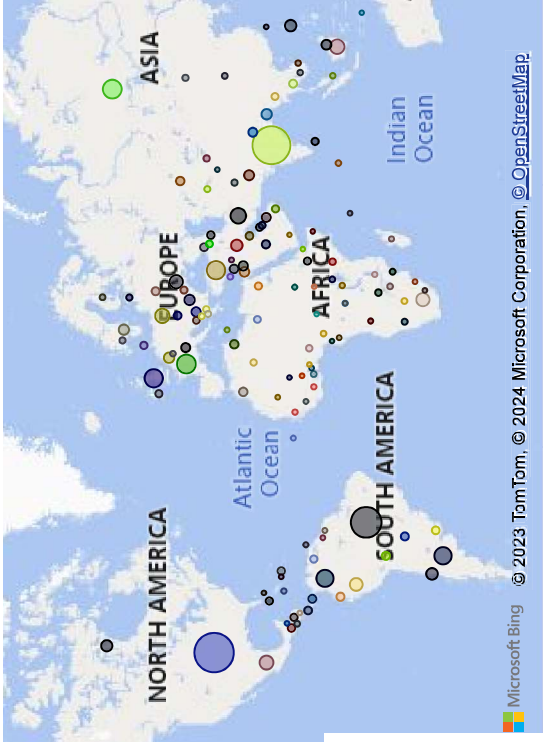 NORTH AMERICA
EUROPE
ASIA
Atlantic
Ocean
AFRICA
Indian
Ocean
SOUTH AMERICA
Microsoft Bing
© 2023 TomTom, © 2024 Microsoft Corporation, © OpenStreetMap